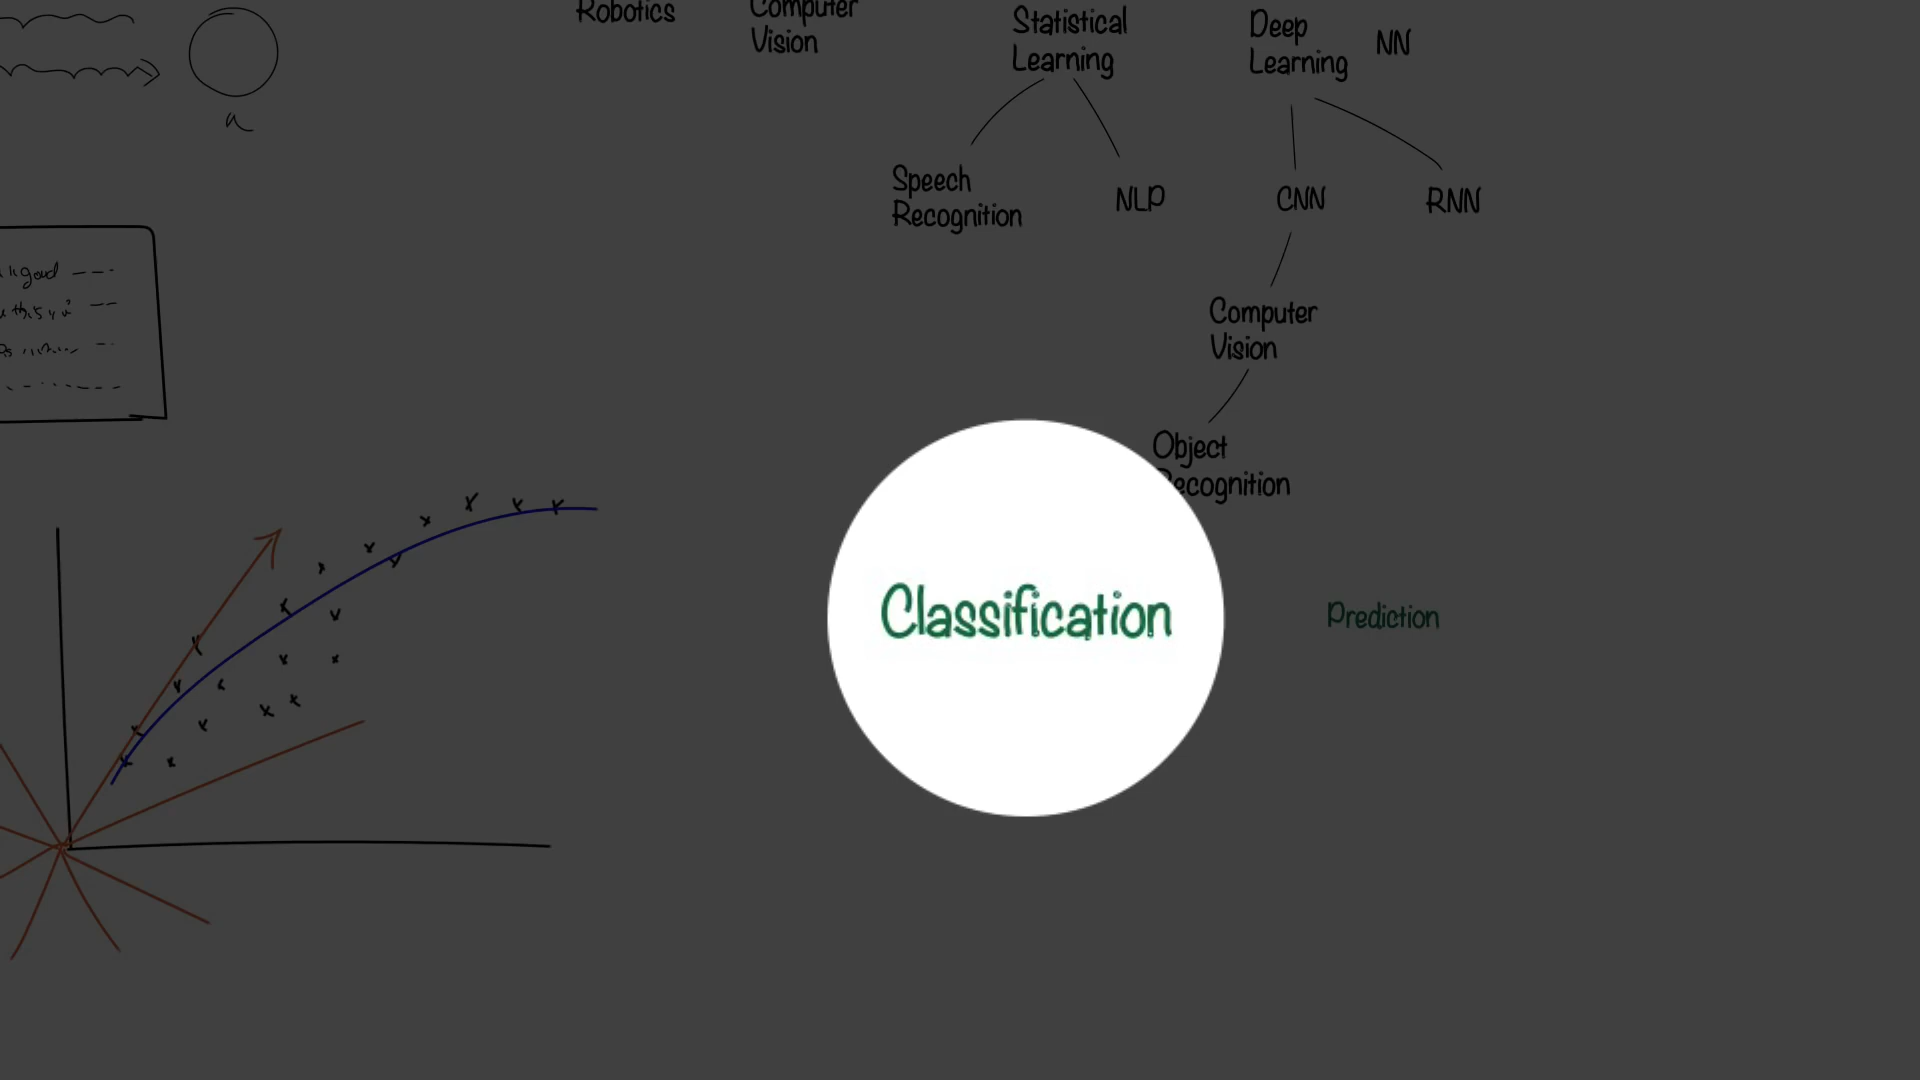 Robotics
Computer
Vision
Statistical
Learning
Deep
Learning
NN
Speech
Recognition
NLP
CNN
RNN
good
Computer
Vision
Object
Recognition
Classification
Prediction